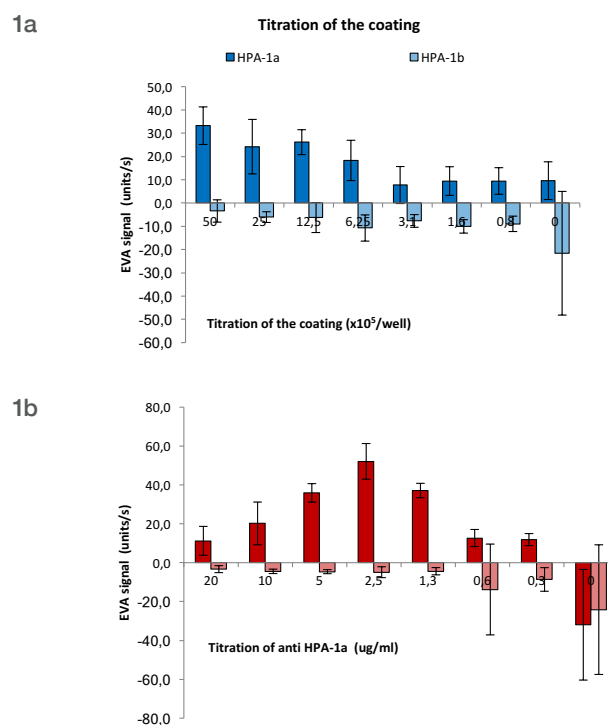 1a
Titration of the coating
HPA-1a HPA-1b
50,0
40,0
30,0
20,0
10,0
0,0
-10,0
-20,0
-30,0
-40,0
-50,0
-60,0
EVA signal (units/s)
50 25 12,5 6,25 3,1 1,6 0,8 0
Titration of the coating (x10⁵/well)
1b
80,0
60,0
40,0
20,0
0,0
-20,0
-40,0
-60,0
-80,0
EVA signal (units/s)
20 10 5 2,5 1,3 0,6 0,3 0
Titration of anti HPA-1a (ug/ml)